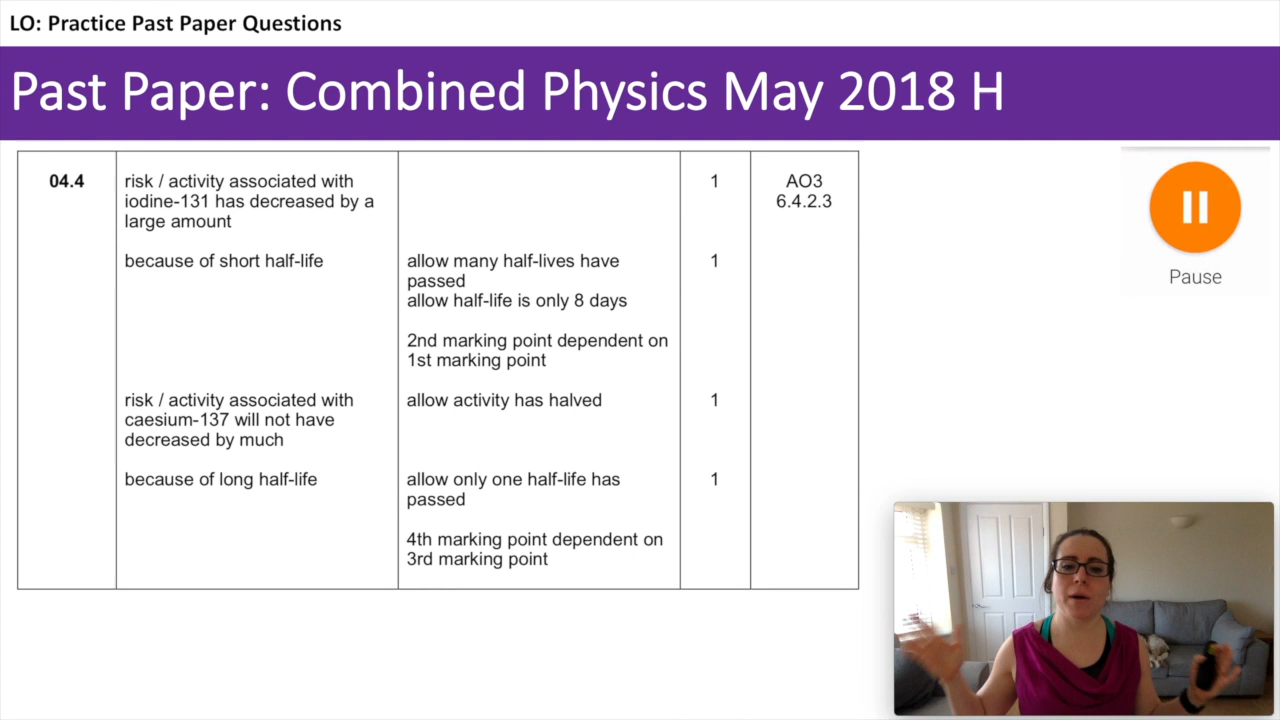 LO: Practice Past Paper Questions
Past Paper: Combined Physics May 2018 H
04.4
risk / activity associated with
iodine-131 has decreased by a
large amount
1
AO3
6.4.2.3
because of short half-life
allow many half-lives have
passed
allow half-life is only 8 days
1
2nd marking point dependent on
1st marking point
risk / activity associated with
caesium-137 will not have
decreased by much
allow activity has halved
1
because of long half-life
allow only one half-life has
passed
1
4th marking point dependent on
3rd marking point
Pause